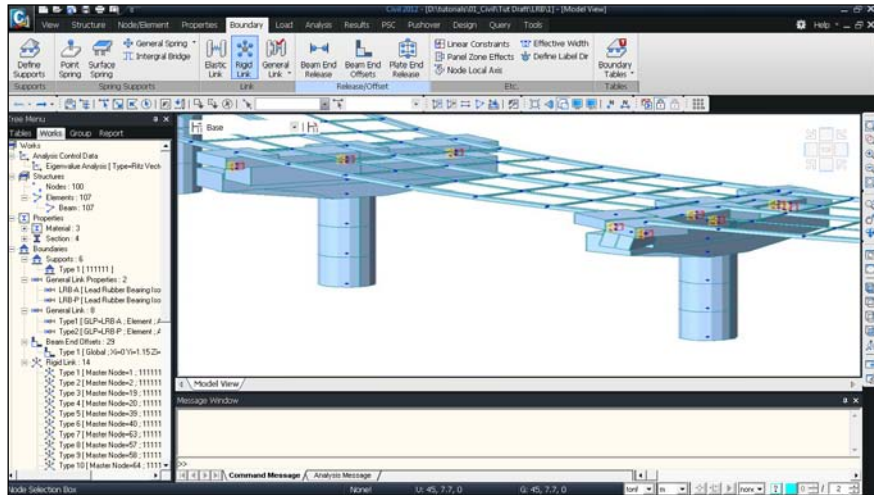 Civil 2012 - [D:\tutorials\01_Civil\Tut Draft\LRB\1] - [Model View]
View Structure Node/Element Properties Boundary Load Analysis Results PSC Pushover Design Query Tools Help
Define Supports
Point Spring
Surface Spring
General Spring
Intergral Bridge
Elastic Link
Rigid Link
General Link
Beam End Release
Beam End Offsets
Plate End Release
Linear Constraints
Panel Zone Effects
Node Local Axis
Effective Width
Define Label Dir
Boundary Tables
Supports Spring Supports Link Release/Offset Etc. Tables
Tree Menu
Tables Works Group Report
Base
Works
Analysis Control Data
Eigenvalue Analysis [ Type=Ritz Vect
Structures
Nodes : 100
Elements : 107
Beam : 107
Properties
Material : 3
Section : 4
Boundaries
Supports : 6
Type 1 [ 111111 ]
General Link Properties : 2
LRB-A [ Lead Rubber Bearing Iso
LRB-P [ Lead Rubber Bearing Iso
General Link : 8
Type1 [ GLP=LRB-A ; Element ;
Type2 [ GLP=LRB-P ; Element ;
Beam End Offsets : 29
Type 1 [ Global ; Xi=0 Yi=1.15 Zi=
Rigid Link : 14
Type 1 [ Master Node=1 ; 111111
Type 2 [ Master Node=2 ; 111111
Type 3 [ Master Node=19 ; 11111
Type 4 [ Master Node=20 ; 11111
Type 5 [ Master Node=39 ; 11111
Type 6 [ Master Node=40 ; 11111
Type 7 [ Master Node=63 ; 11111
Type 8 [ Master Node=57 ; 11111
Type 9 [ Master Node=58 ; 11111
Type 10 [ Master Node=64 ; 1111
Model View
Message Window
>>
Command Message Analysis Message
Node Selection Box None! U: 45, 7.7, 0 G: 45, 7.7, 0 tonf m none ? 0 / 2